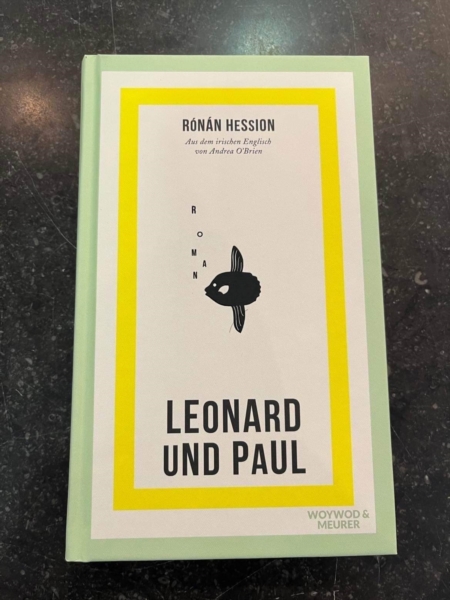 RÓNÁN HESSION
Aus dem irischen Englisch
von Andrea O'Brien
ROMAN
LEONARD
UND PAUL
WOYWOD &
MEURER